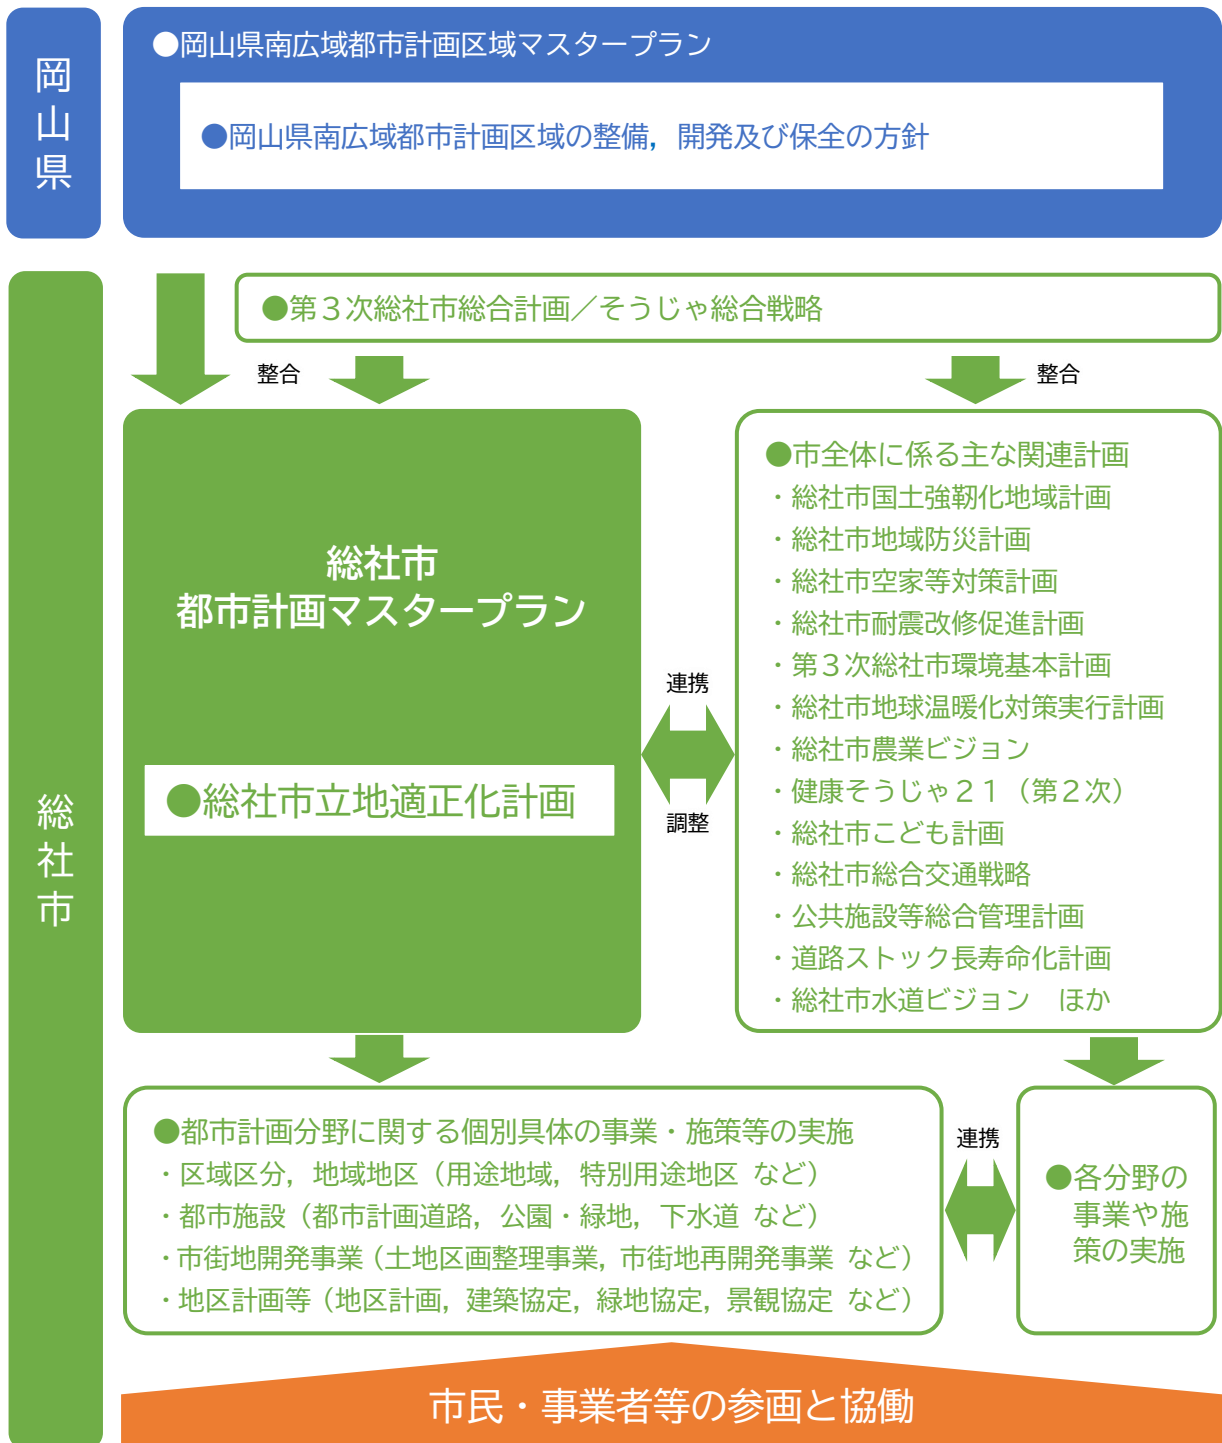 岡山県
●岡山県南広域都市計画区域マスタープラン
●岡山県南広域都市計画区域の整備，開発及び保全の方針
総社市
●第３次総社市総合計画／そうじゃ総合戦略
整合
整合
総社市
都市計画マスタープラン
●総社市立地適正化計画
連携
調整
●市全体に係る主な関連計画
・総社市国土強靭化地域計画
・総社市地域防災計画
・総社市空家等対策計画
・総社市耐震改修促進計画
・第３次総社市環境基本計画
・総社市地球温暖化対策実行計画
・総社市農業ビジョン
・健康そうじゃ２１（第２次）
・総社市こども計画
・総社市総合交通戦略
・公共施設等総合管理計画
・道路ストック長寿命化計画
・総社市水道ビジョン　ほか
●都市計画分野に関する個別具体の事業・施策等の実施
・区域区分，地域地区（用途地域，特別用途地区 など）
・都市施設（都市計画道路，公園・緑地，下水道 など）
・市街地開発事業（土地区画整理事業，市街地再開発事業 など）
・地区計画等（地区計画，建築協定，緑地協定，景観協定 など）
連携
●各分野の
事業や施
策の実施
市民・事業者等の参画と協働